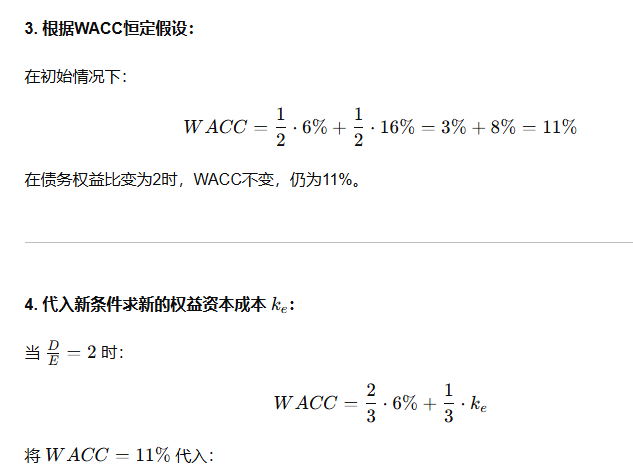 3. 根据WACC恒定假设：
在初始情况下：
WACC = \frac{1}{2} \cdot 6\% + \frac{1}{2} \cdot 16\% = 3\% + 8\% = 11\%
在债务权益比变为2时，WACC不变，仍为11%。
4. 代入新条件求新的权益资本成本 k_e：
当 \frac{D}{E} = 2 时：
WACC = \frac{2}{3} \cdot 6\% + \frac{1}{3} \cdot k_e
将 WACC = 11% 代入：